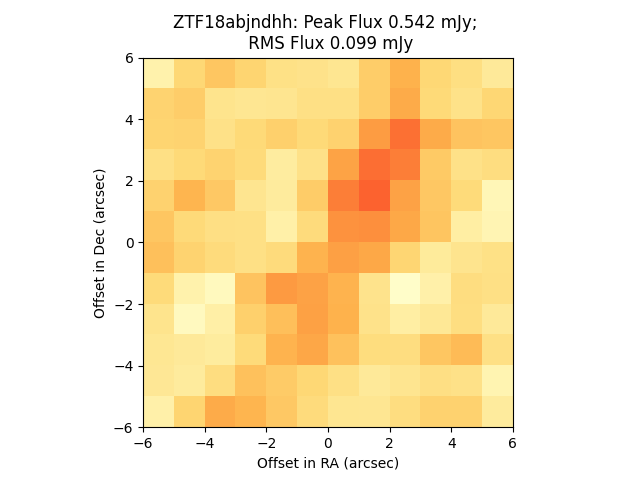 ZTF18abjndhh: Peak Flux 0.542 mJy;
RMS Flux 0.099 mJy
6
4
2
0
−2
−4
−6
Offset in Dec (arcsec)
−6 −4 −2 0 2 4 6
Offset in RA (arcsec)